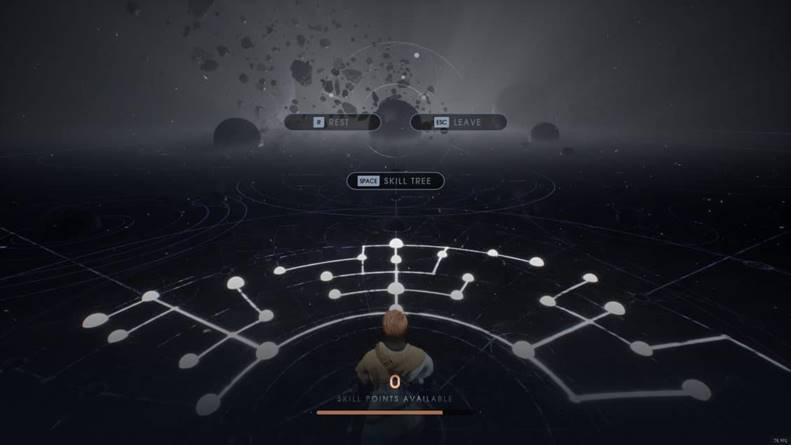 R REST
ESC LEAVE
SPACE SKILL TREE
0
SKILL POINTS AVAILABLE